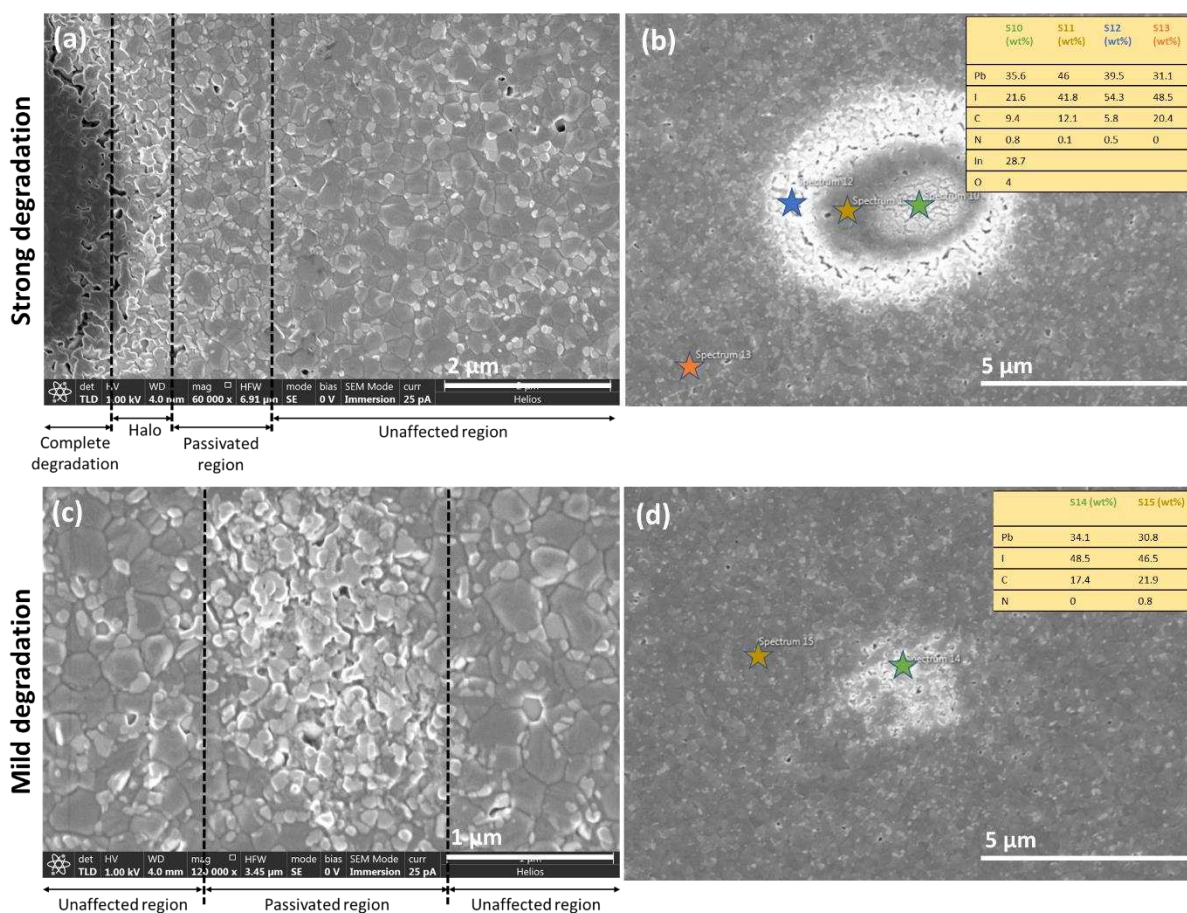 Strong degradation
(a)
2 µm
det HV WD mag □ HFW mode bias SEM Mode curr
TLD 1.00 kV 4.0 mm 60 000 x 6.91 µm SE 0 V Immersion 25 pA Helios
Complete degradation
Halo
Passivated region
Unaffected region
(b)
S10 (wt%) S11 (wt%) S12 (wt%) S13 (wt%)
Pb 35.6 46 39.5 31.1
I 21.6 41.8 54.3 48.5
C 9.4 12.1 5.8 20.4
N 0.8 0.1 0.5 0
In 28.7
O 4
Spectrum 12
Spectrum 13
5 µm
Mild degradation
(c)
1 µm
det HV WD mag □ HFW mode bias SEM Mode curr
TLD 1.00 kV 4.0 mm 120 000 x 3.45 µm SE 0 V Immersion 25 pA Helios
Unaffected region
Passivated region
Unaffected region
(d)
S14 (wt%) S15 (wt%)
Pb 34.1 30.8
I 48.5 46.5
C 17.4 21.9
N 0 0.8
Spectrum 15
Spectrum 14
5 µm